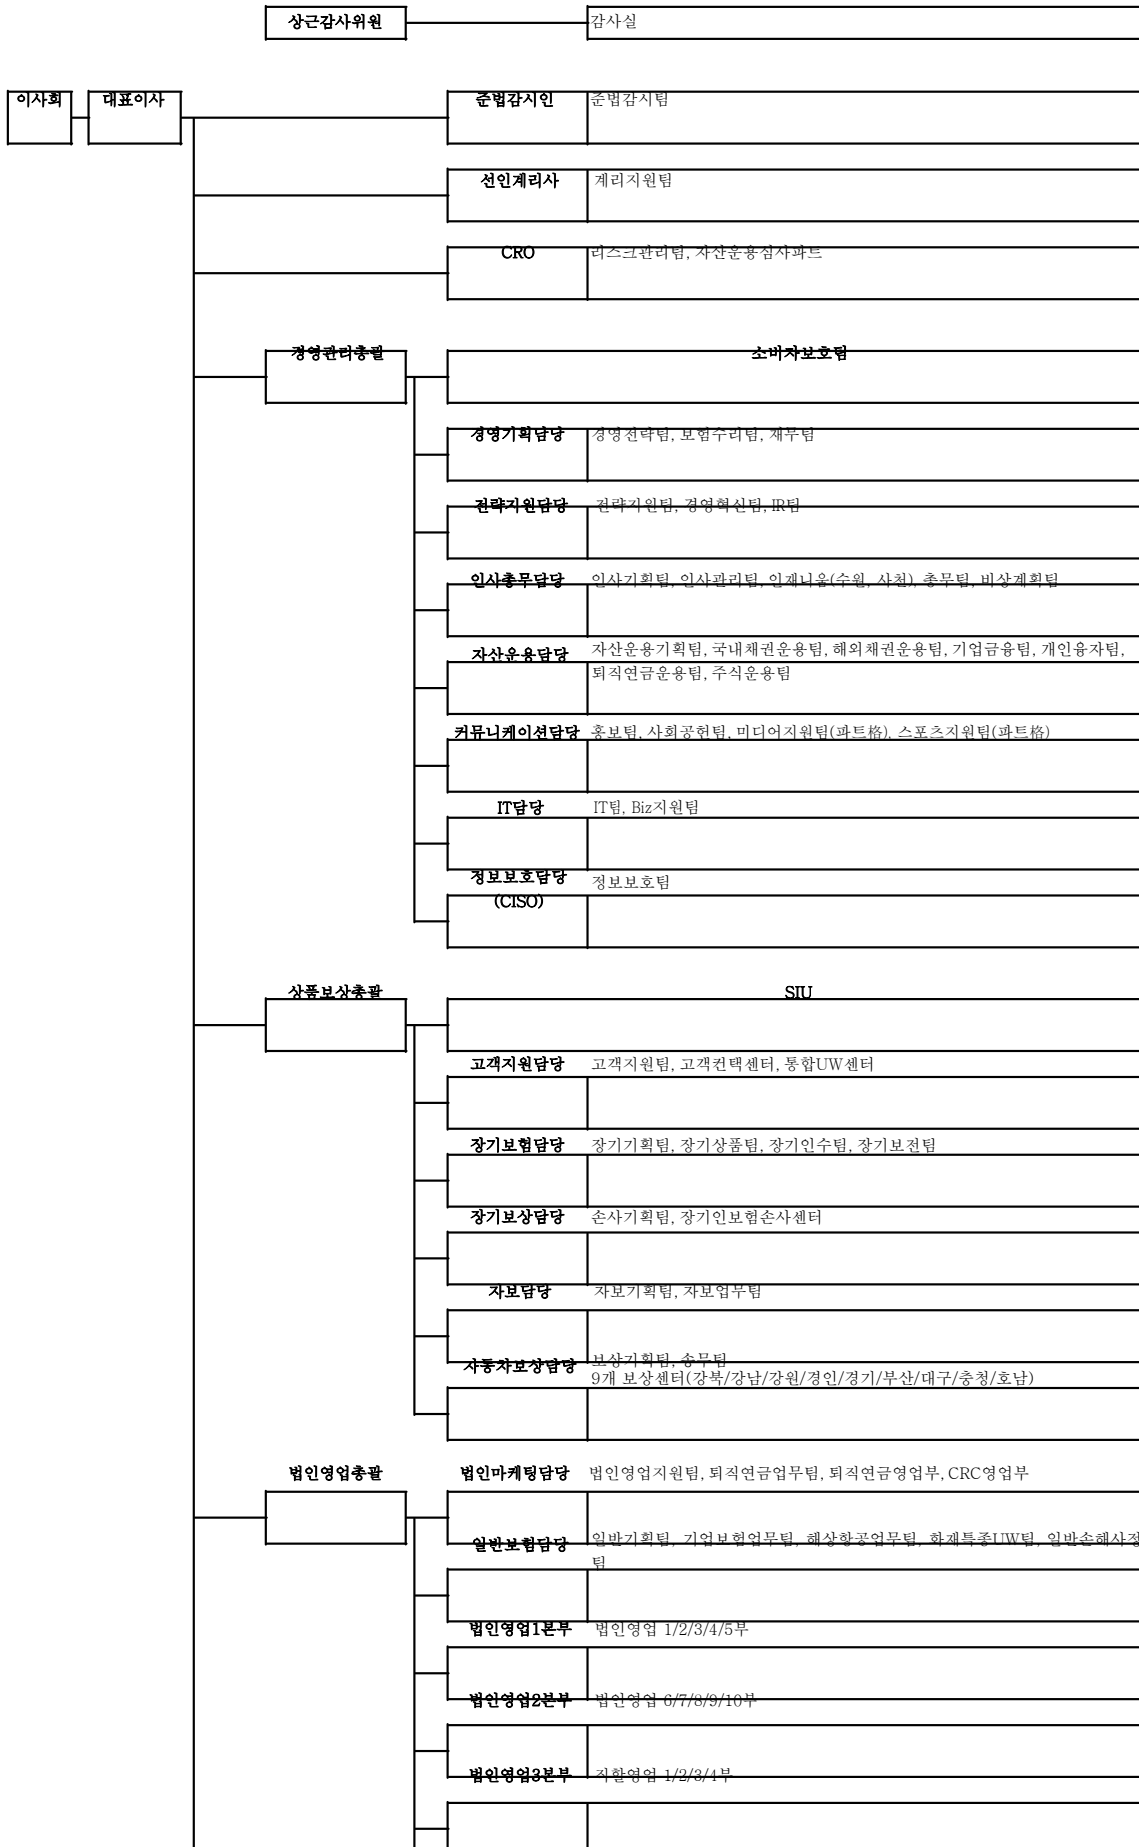 상근감사위원 감사실
이사회 대표이사 준법감시인 준법감시팀
선인계리사 계리지원팀
CRO 리스크관리팀, 자산운용심사파트
경영관리총괄 소비자보호팀
경영기획담당 경영전략팀, 보험수리팀, 재무팀
전략지원담당 전략지원팀, 경영혁신팀, IR팀
인사총무담당 인사기획팀, 인사관리팀, 인재니움(수원, 사천), 총무팀, 비상계획팀
자산운용담당 자산운용기획팀, 국내채권운용팀, 해외채권운용팀, 기업금융팀, 개인융자팀,
퇴직연금운용팀, 주식운용팀
커뮤니케이션담당 홍보팀, 사회공헌팀, 미디어지원팀(파트格), 스포츠지원팀(파트格)
IT담당 IT팀, Biz지원팀
정보보호담당 정보보호팀
(CISO)
상품보상총괄 SIU
고객지원담당 고객지원팀, 고객컨택센터, 통합UW센터
장기보험담당 장기기획팀, 장기상품팀, 장기인수팀, 장기보전팀
장기보상담당 손사기획팀, 장기인보험손사센터
자보담당 자보기획팀, 자보업무팀
자동차보상담당 보상기획팀, 송무팀
9개 보상센터(강북/강남/강원/경인/경기/부산/대구/충청/호남)
법인영업총괄 법인마케팅담당 법인영업지원팀, 퇴직연금업무팀, 퇴직연금영업부, CRC영업부
일반보험담당 일반기획팀, 기업보험업무팀, 해상항공업무팀, 화재특종UW팀, 일반손해사정
팀
법인영업1본부 법인영업 1/2/3/4/5부
법인영업2본부 법인영업 6/7/8/9/10부
법인영업3본부 직할영업 1/2/3/4부